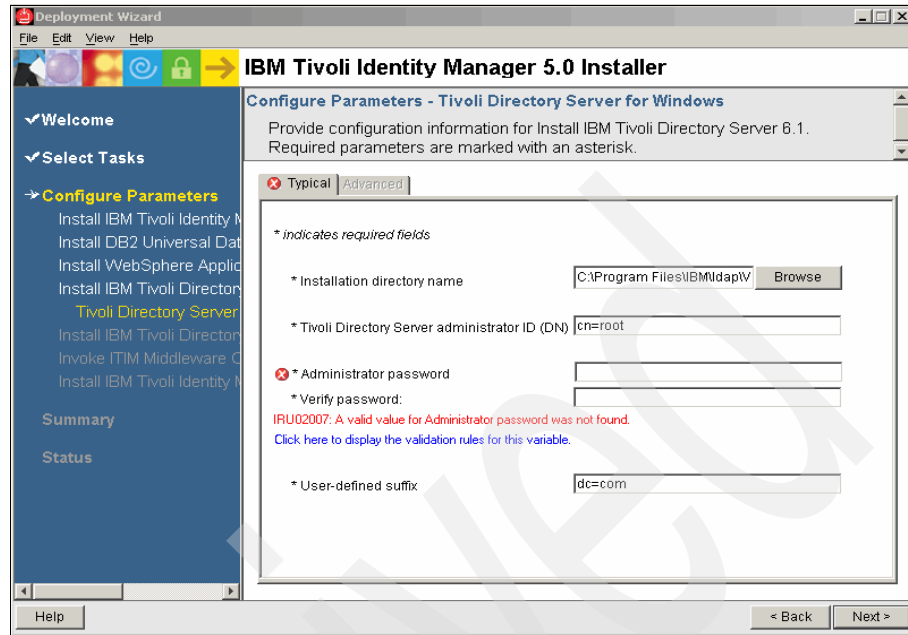 Deployment Wizard
File Edit View Help
IBM Tivoli Identity Manager 5.0 Installer
Welcome
Select Tasks
Configure Parameters
Install IBM Tivoli Identity M
Install DB2 Universal Dat
Install WebSphere Applic
Install IBM Tivoli Director
Tivoli Directory Server
Install IBM Tivoli Director
Invoke ITIM Middleware C
Install IBM Tivoli Identity M
Summary
Status
Configure Parameters - Tivoli Directory Server for Windows
Provide configuration information for Install IBM Tivoli Directory Server 6.1.
Required parameters are marked with an asterisk.
Typical Advanced
* indicates required fields
* Installation directory name C:\Program Files\IBM\ldap\V Browse
* Tivoli Directory Server administrator ID (DN) cn=root
* Administrator password
* Verify password:
IRU02007: A valid value for Administrator password was not found.
Click here to display the validation rules for this variable.
* User-defined suffix dc=com
Help < Back Next >